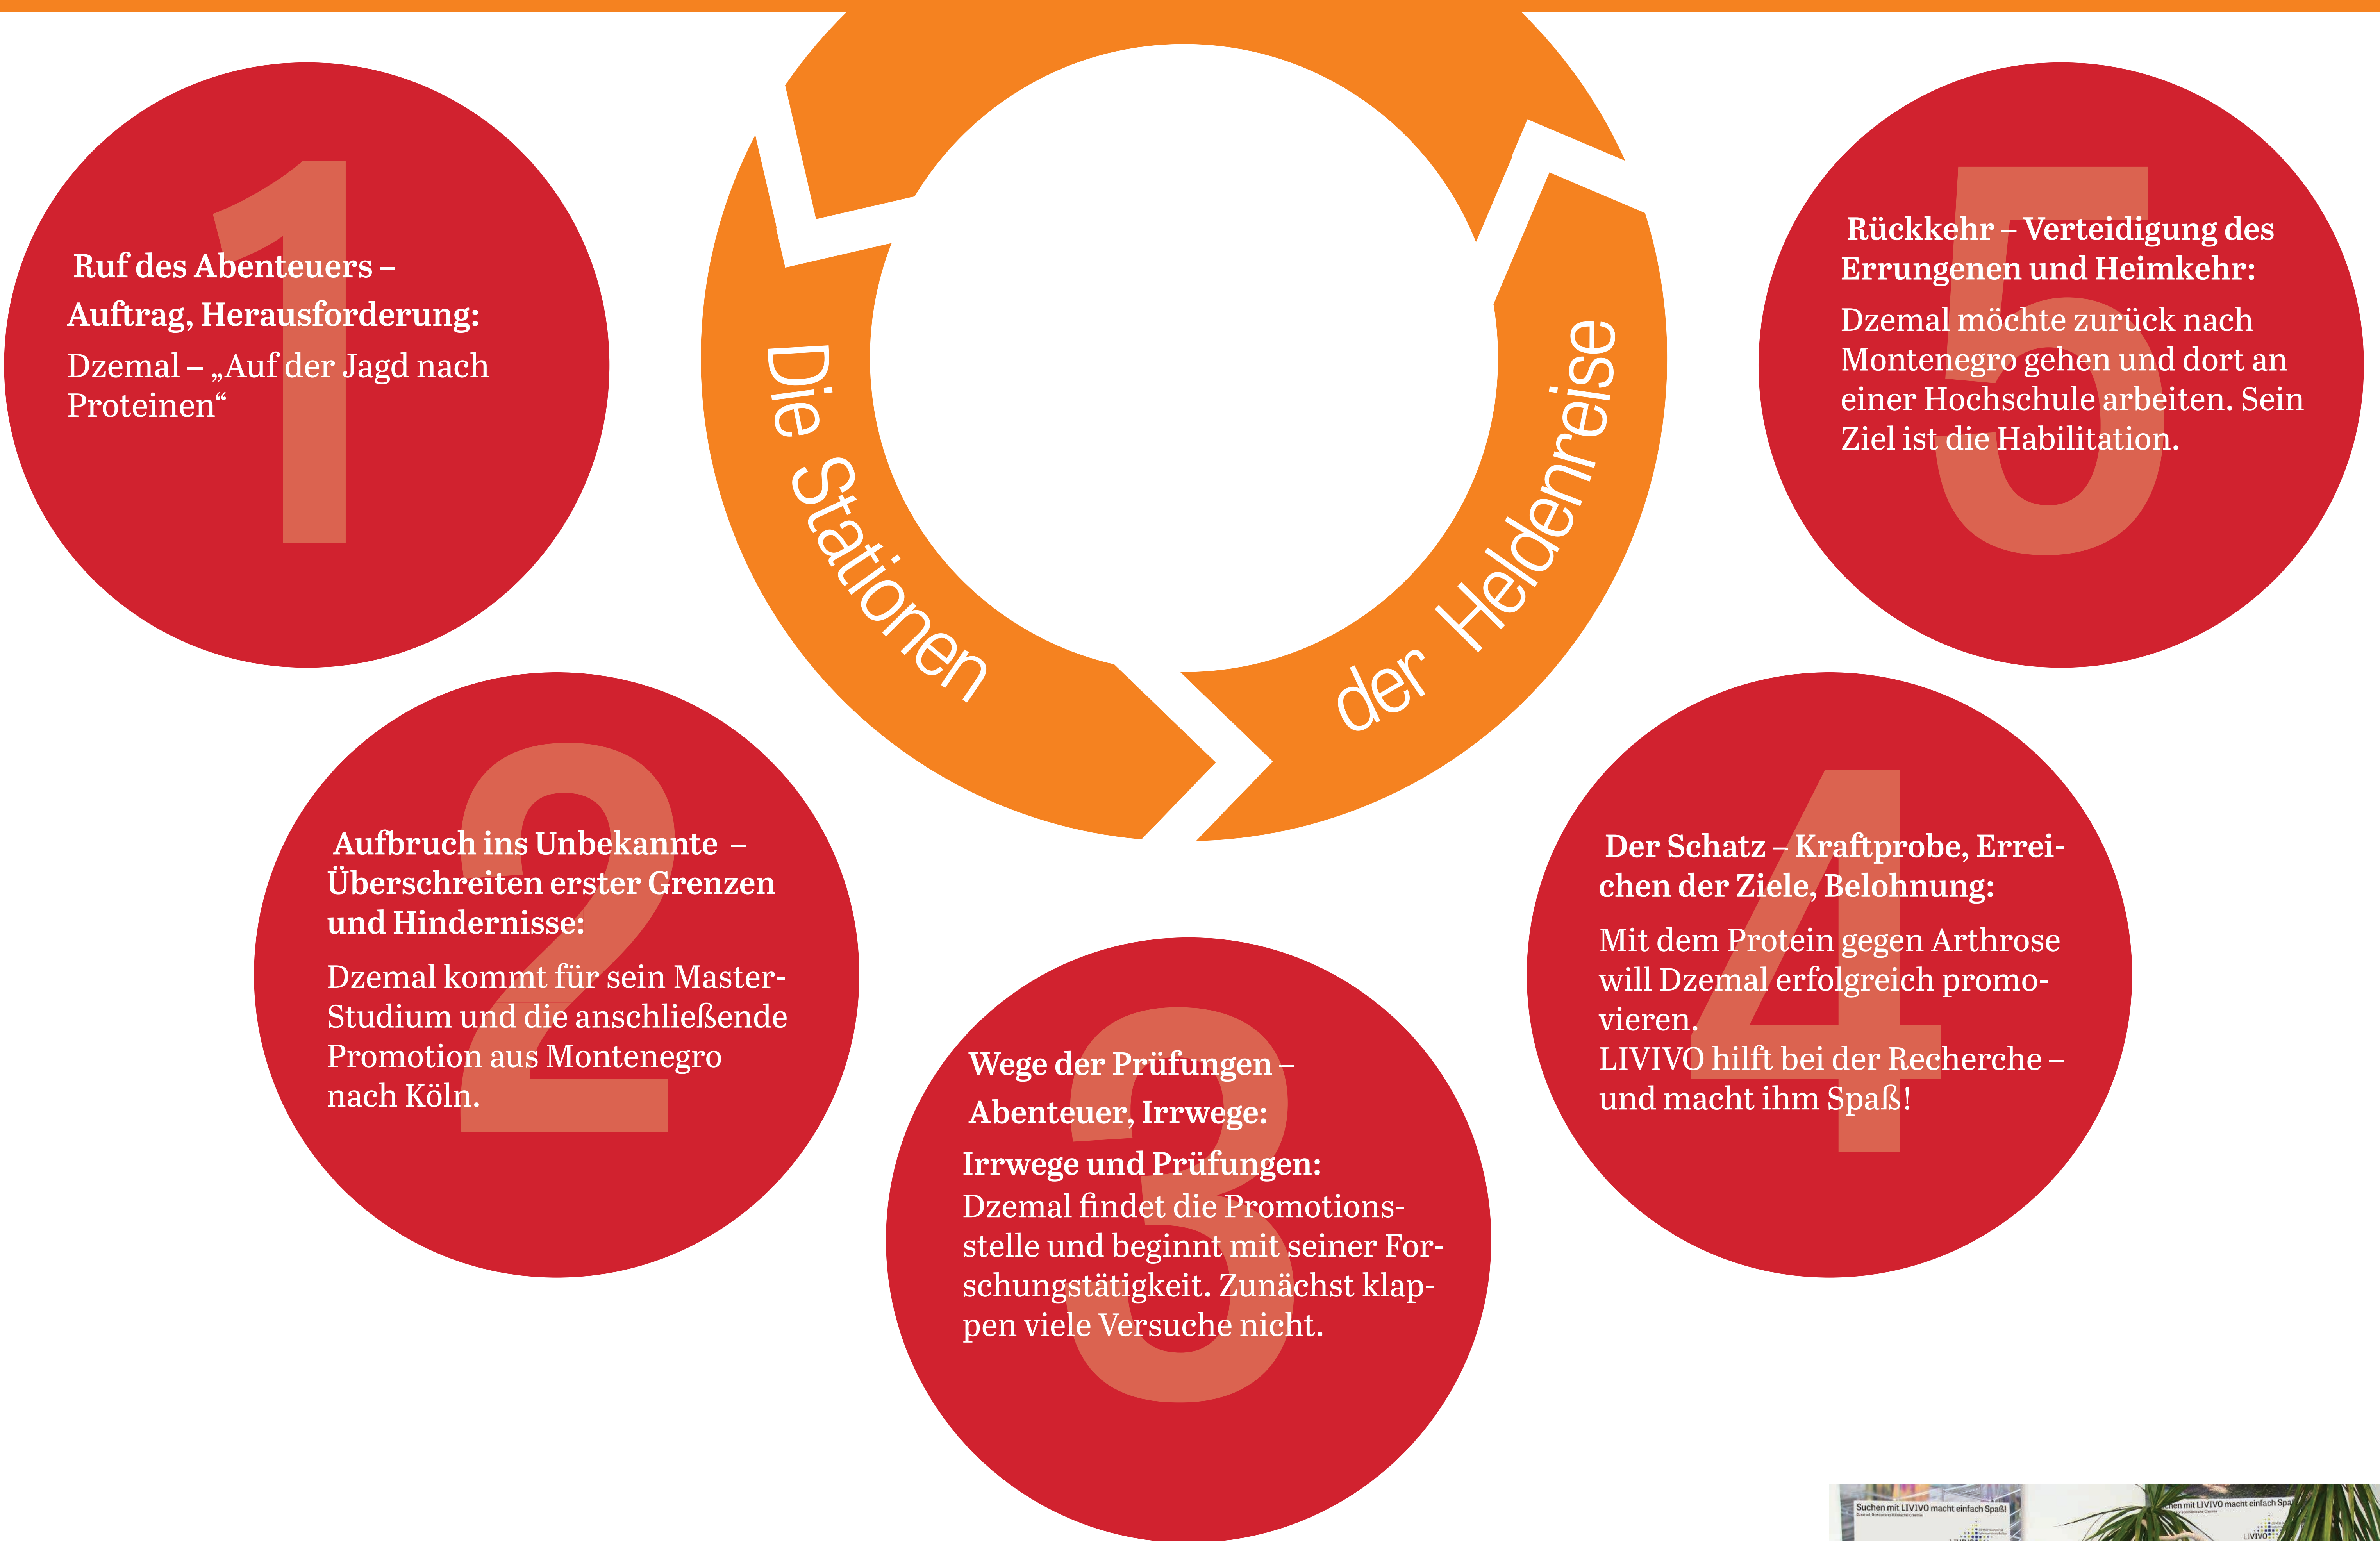 Die Stationen
der Heldenreise
1
Ruf des Abenteuers –
Auftrag, Herausforderung:
Dzemal – „Auf der Jagd nach
Proteinen“
2
Aufbruch ins Unbekannte –
Überschreiten erster Grenzen
und Hindernisse:
Dzemal kommt für sein Master-
Studium und die anschließende
Promotion aus Montenegro
nach Köln.
3
Wege der Prüfungen –
Abenteuer, Irrwege:
Irrwege und Prüfungen:
Dzemal findet die Promotions-
stelle und beginnt mit seiner For-
schungstätigkeit. Zunächst klap-
pen viele Versuche nicht.
4
Der Schatz – Kraftprobe, Errei-
chen der Ziele, Belohnung:
Mit dem Protein gegen Arthrose
will Dzemal erfolgreich promo-
vieren.
LIVIVO hilft bei der Recherche –
und macht ihm Spaß!
5
Rückkehr – Verteidigung des
Errungenen und Heimkehr:
Dzemal möchte zurück nach
Montenegro gehen und dort an
einer Hochschule arbeiten. Sein
Ziel ist die Habilitation.
Suchen mit LIVIVO macht einfach Spaß!
mit LIVIVO macht einfach
LIVIVO